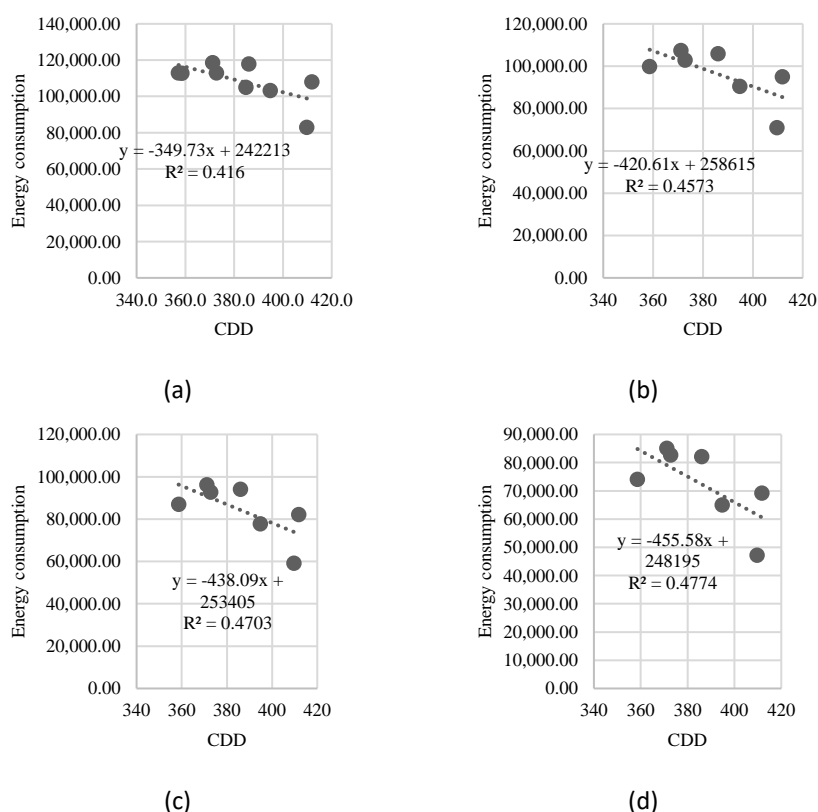 140,000.00
120,000.00
100,000.00
80,000.00
60,000.00
40,000.00
20,000.00
0.00
340.0 360.0 380.0 400.0 420.0
Energy consumption
CDD
y = -349.73x + 242213
R² = 0.416
(a)
120,000.00
100,000.00
80,000.00
60,000.00
40,000.00
20,000.00
0.00
340 360 380 400 420
Energy consumption
CDD
y = -420.61x + 258615
R² = 0.4573
(b)
120,000.00
100,000.00
80,000.00
60,000.00
40,000.00
20,000.00
0.00
340 360 380 400 420
Energy consumption
CDD
y = -438.09x +
253405
R² = 0.4703
(c)
90,000.00
80,000.00
70,000.00
60,000.00
50,000.00
40,000.00
30,000.00
20,000.00
10,000.00
0.00
340 360 380 400 420
Energy consumption
CDD
y = -455.58x +
248195
R² = 0.4774
(d)